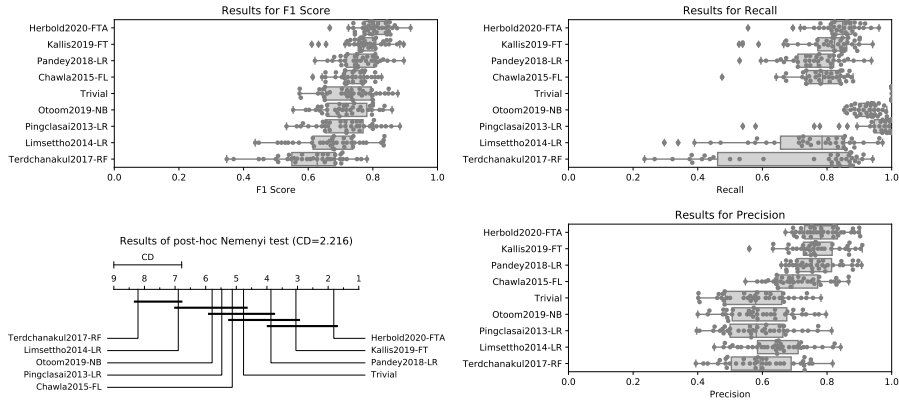 Results for F1 Score
Herbold2020-FTA
Kallis2019-FT
Pandey2018-LR
Chawla2015-FL
Trivial
Otoom2019-NB
Pingclasai2013-LR
Limsettho2014-LR
Terdchanakul2017-RF
0.0 0.2 0.4 0.6 0.8 1.0
F1 Score
Results for Recall
Herbold2020-FTA
Kallis2019-FT
Pandey2018-LR
Chawla2015-FL
Trivial
Otoom2019-NB
Pingclasai2013-LR
Limsettho2014-LR
Terdchanakul2017-RF
0.0 0.2 0.4 0.6 0.8 1.0
Recall
Results of post-hoc Nemenyi test (CD=2.216)
CD
9 8 7 6 5 4 3 2 1
Terdchanakul2017-RF
Limsettho2014-LR
Otoom2019-NB
Pingclasai2013-LR
Chawla2015-FL
Herbold2020-FTA
Kallis2019-FT
Pandey2018-LR
Trivial
Results for Precision
Herbold2020-FTA
Kallis2019-FT
Pandey2018-LR
Chawla2015-FL
Trivial
Otoom2019-NB
Pingclasai2013-LR
Limsettho2014-LR
Terdchanakul2017-RF
0.0 0.2 0.4 0.6 0.8 1.0
Precision